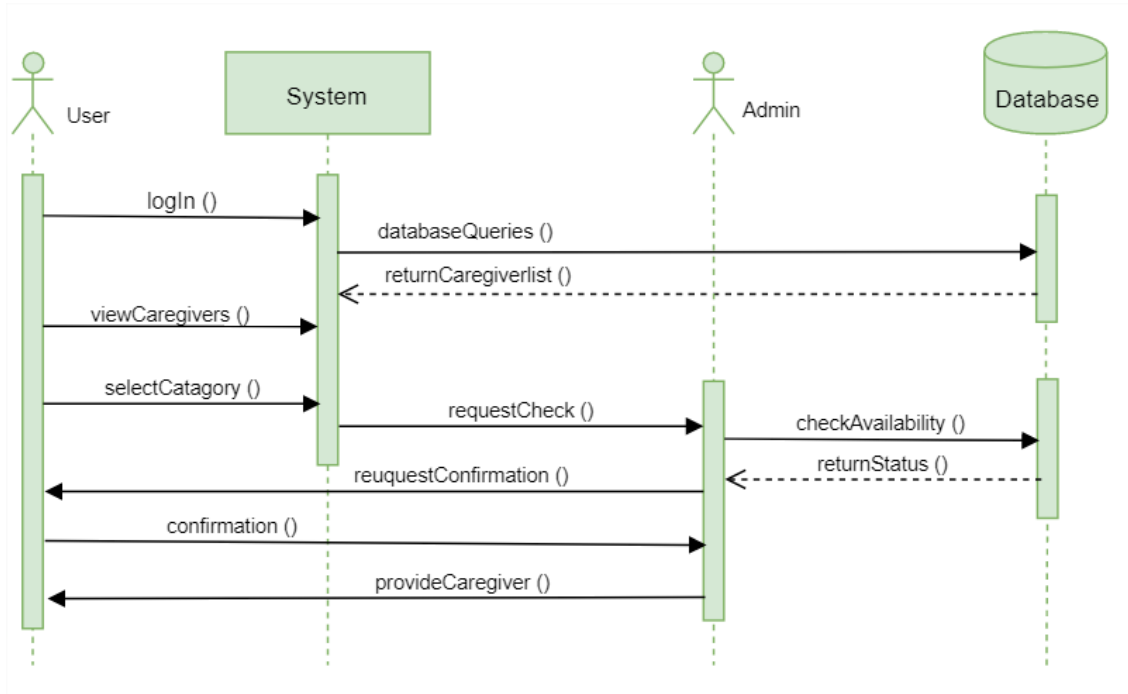 User
System
Admin
Database
logIn ()
databaseQueries ()
returnCaregiverlist ()
viewCaregivers ()
selectCatagory ()
requestCheck ()
checkAvailability ()
returnStatus ()
reuquestConfirmation ()
confirmation ()
provideCaregiver ()